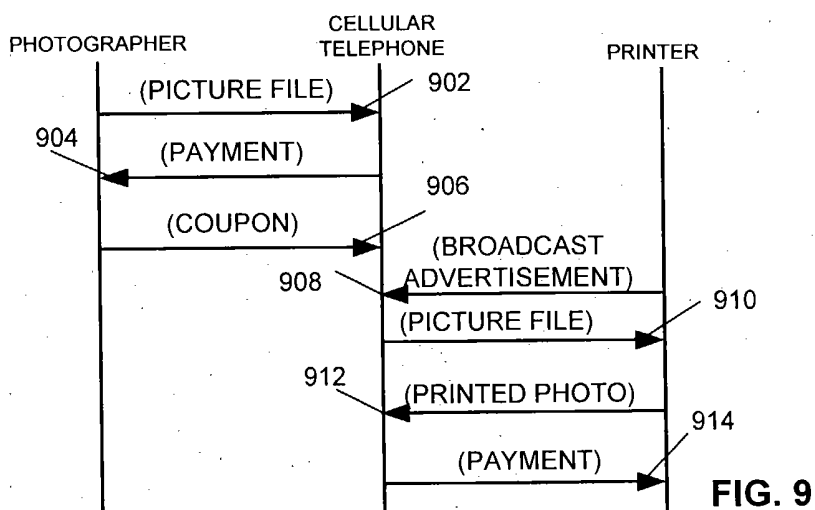 PHOTOGRAPHER
CELLULAR
TELEPHONE
PRINTER
(PICTURE FILE)
902
904
(PAYMENT)
906
(COUPON)
(BROADCAST
908
ADVERTISEMENT)
910
(PICTURE FILE)
912
(PRINTED PHOTO)
914
(PAYMENT)
FIG. 9